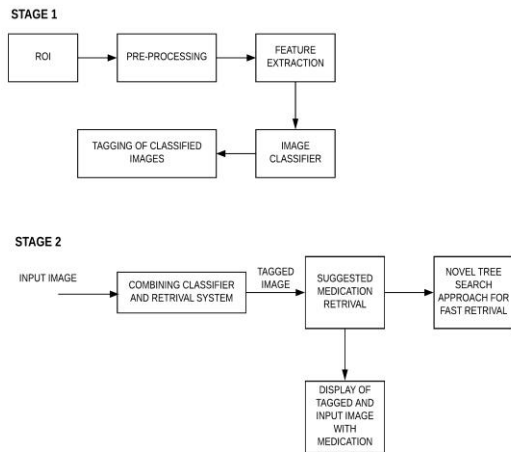 STAGE 1
ROI
PRE-PROCESSING
FEATURE
EXTRACTION
TAGGING OF CLASSIFIED
IMAGES
IMAGE
CLASSIFIER
STAGE 2
INPUT IMAGE
COMBINING CLASSIFIER
AND RETRIVAL SYSTEM
TAGGED
IMAGE
SUGGESTED
MEDICATION
RETRIVAL
NOVEL TREE
SEARCH
APPROACH FOR
FAST RETRIVAL
DISPLAY OF
TAGGED AND
INPUT IMAGE
WITH
MEDICATION